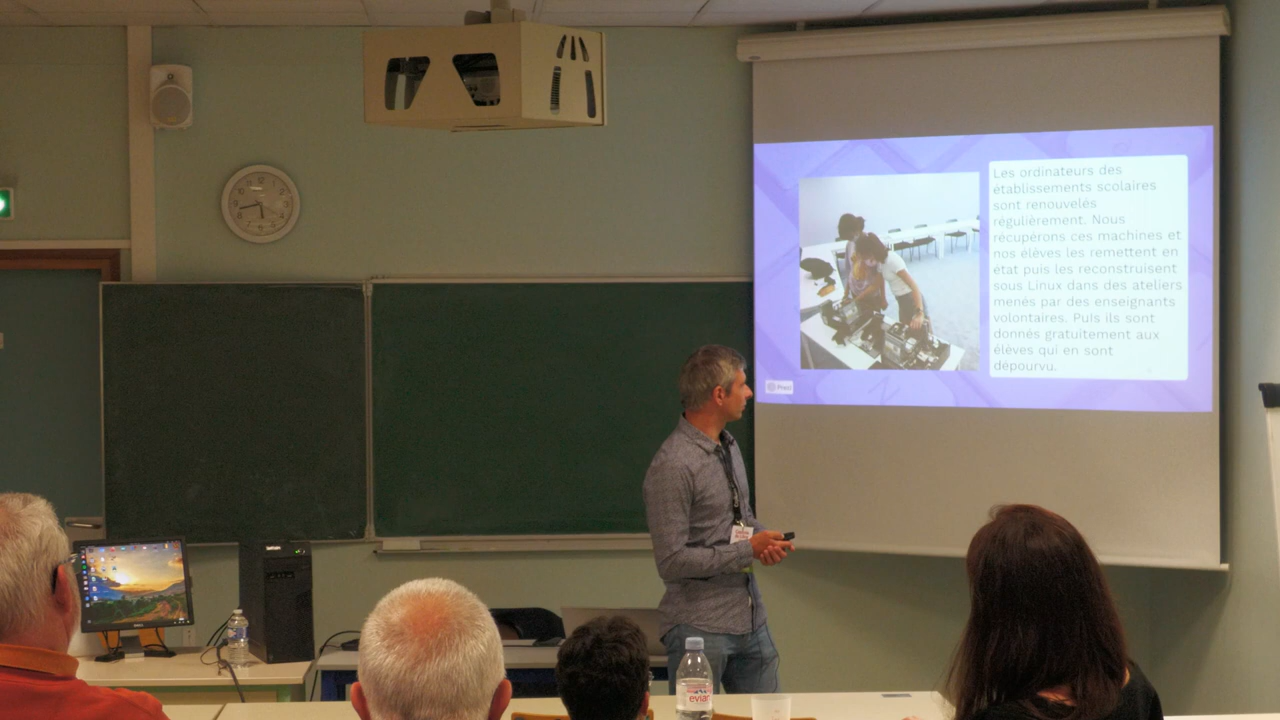 Les ordinateurs des
établissements scolaires
sont renouvelés
régulièrement. Nous
récupérons ces machines et
nos élèves les remettent en
état puis les reconstruisent
sous Linux dans des ateliers
menés par des enseignants
volontaires. Puis ils sont
donnés gratuitement aux
élèves qui en sont
dépourvu.
Prezi
evian